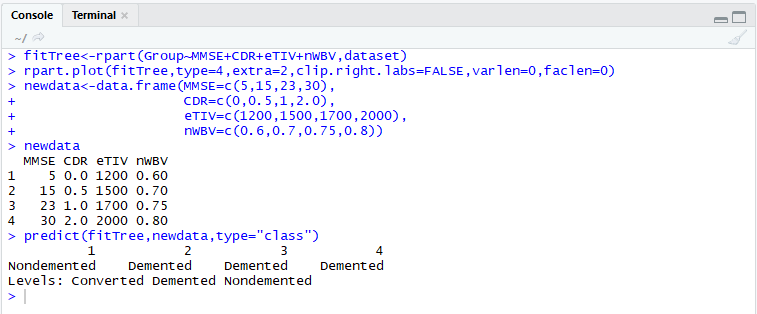 Console Terminal ×
~/
> fitTree<-rpart(Group~MMSE+CDR+eTIV+nWBV,dataset)
> rpart.plot(fitTree,type=4,extra=2,clip.right.labs=FALSE,varlen=0,faclen=0)
> newdata<-data.frame(MMSE=c(5,15,23,30),
+                     CDR=c(0,0.5,1,2.0),
+                     eTIV=c(1200,1500,1700,2000),
+                     nWBV=c(0.6,0.7,0.75,0.8))
> newdata
  MMSE CDR eTIV nWBV
1    5 0.0 1200 0.60
2   15 0.5 1500 0.70
3   23 1.0 1700 0.75
4   30 2.0 2000 0.80
> predict(fitTree,newdata,type="class")
          1           2           3           4
Nondemented    Demented    Demented    Demented
Levels: Converted Demented Nondemented
>